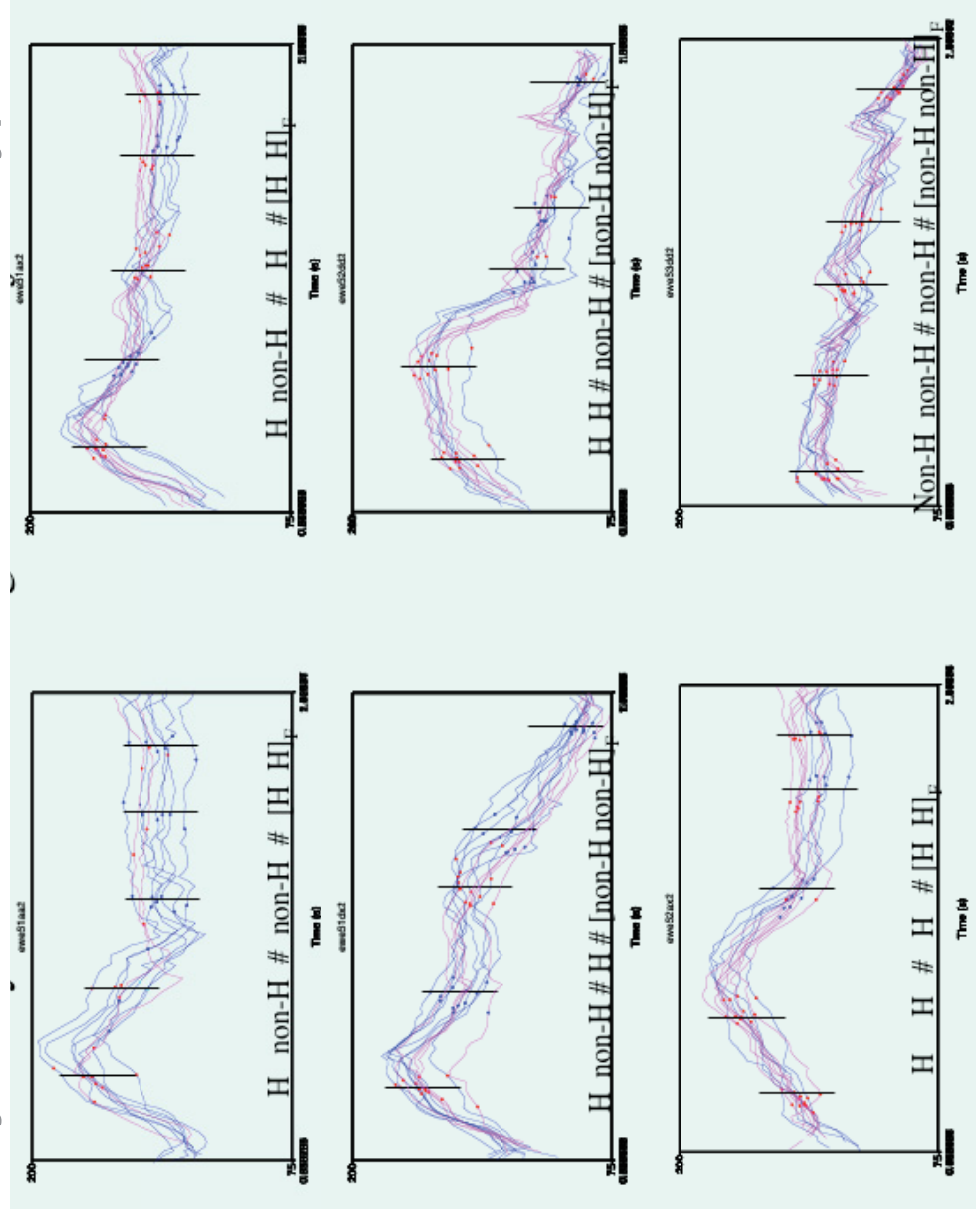 ewe51aa2
200
75
Time (s)
H non-H # non-H # [H H]F
ewe51ax2
200
75
Time (s)
H non-H # H # [H H]F
ewe51dx2
200
75
Time (s)
H non-H # H # [non-H non-H]F
ewe52dd2
200
75
Time (s)
H H # non-H # [non-H non-H]F
ewe52ax2
200
75
Time (s)
H H # H # [H H]F
ewe53dd2
200
75
Time (s)
Non-H non-H # non-H # [non-H non-H]F